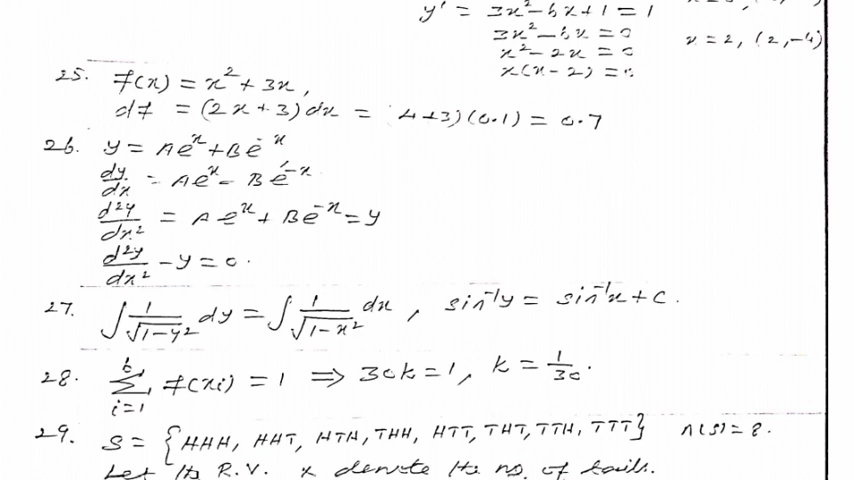 y' = 3x² - 6x + 1 = 1
3x² - 6x = 0
x² - 2x = 0 x = 2, (2, -4)
x(x - 2) = 0
25. f(x) = x² + 3x,
df = (2x + 3) dx = 4+3)(0.1) = 0.7
26. y = Aeˣ + Be⁻ˣ
dy/dx = Aeˣ - Be⁻ˣ
d²y/dx² = Aeˣ + Be⁻ˣ = y
d²y/dx² - y = 0.
27. ∫ 1/√(1-y²) dy = ∫ 1/√(1-x²) dx, sin⁻¹y = sin⁻¹x + c.
28. Σ_{i=1}^{6} f(xi) = 1 ⇒ 30k = 1, k = 1/30.
29. S = {HHH, HHT, HTH, THH, HTT, THT, TTH, TTT} n(S) = 8.
Let the R.V. x denote the no. of tails.